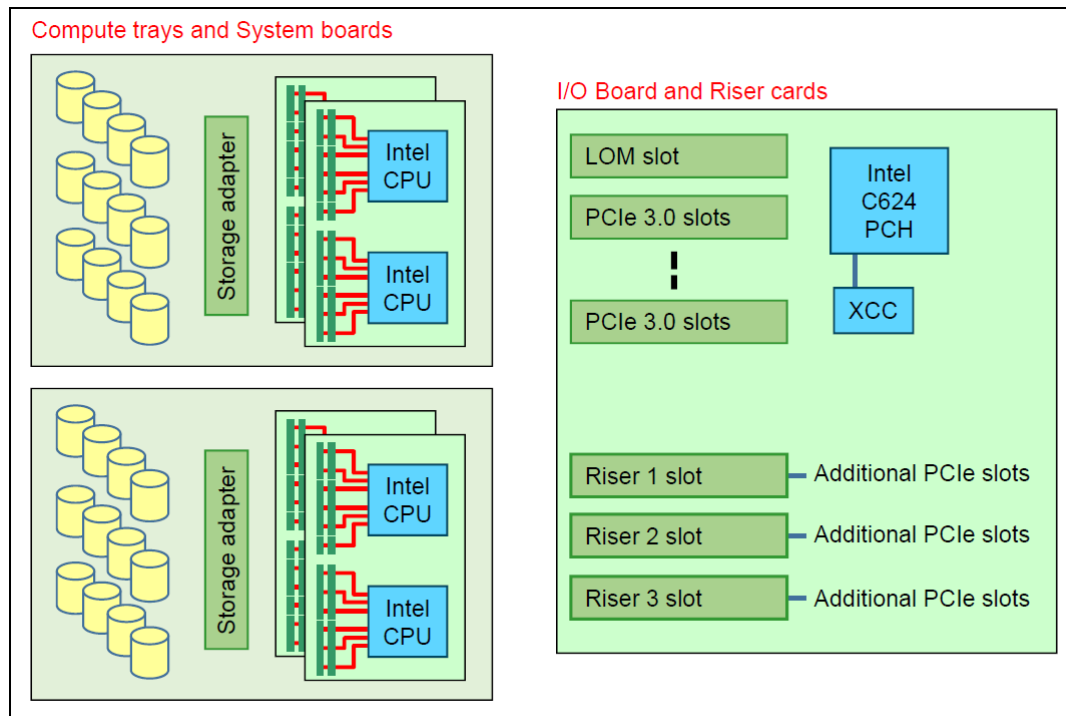 Compute trays and System boards
Storage adapter
Intel
CPU
Intel
CPU
Storage adapter
Intel
CPU
Intel
CPU
I/O Board and Riser cards
LOM slot
PCIe 3.0 slots
PCIe 3.0 slots
Intel
C624
PCH
XCC
Riser 1 slot
Additional PCIe slots
Riser 2 slot
Additional PCIe slots
Riser 3 slot
Additional PCIe slots